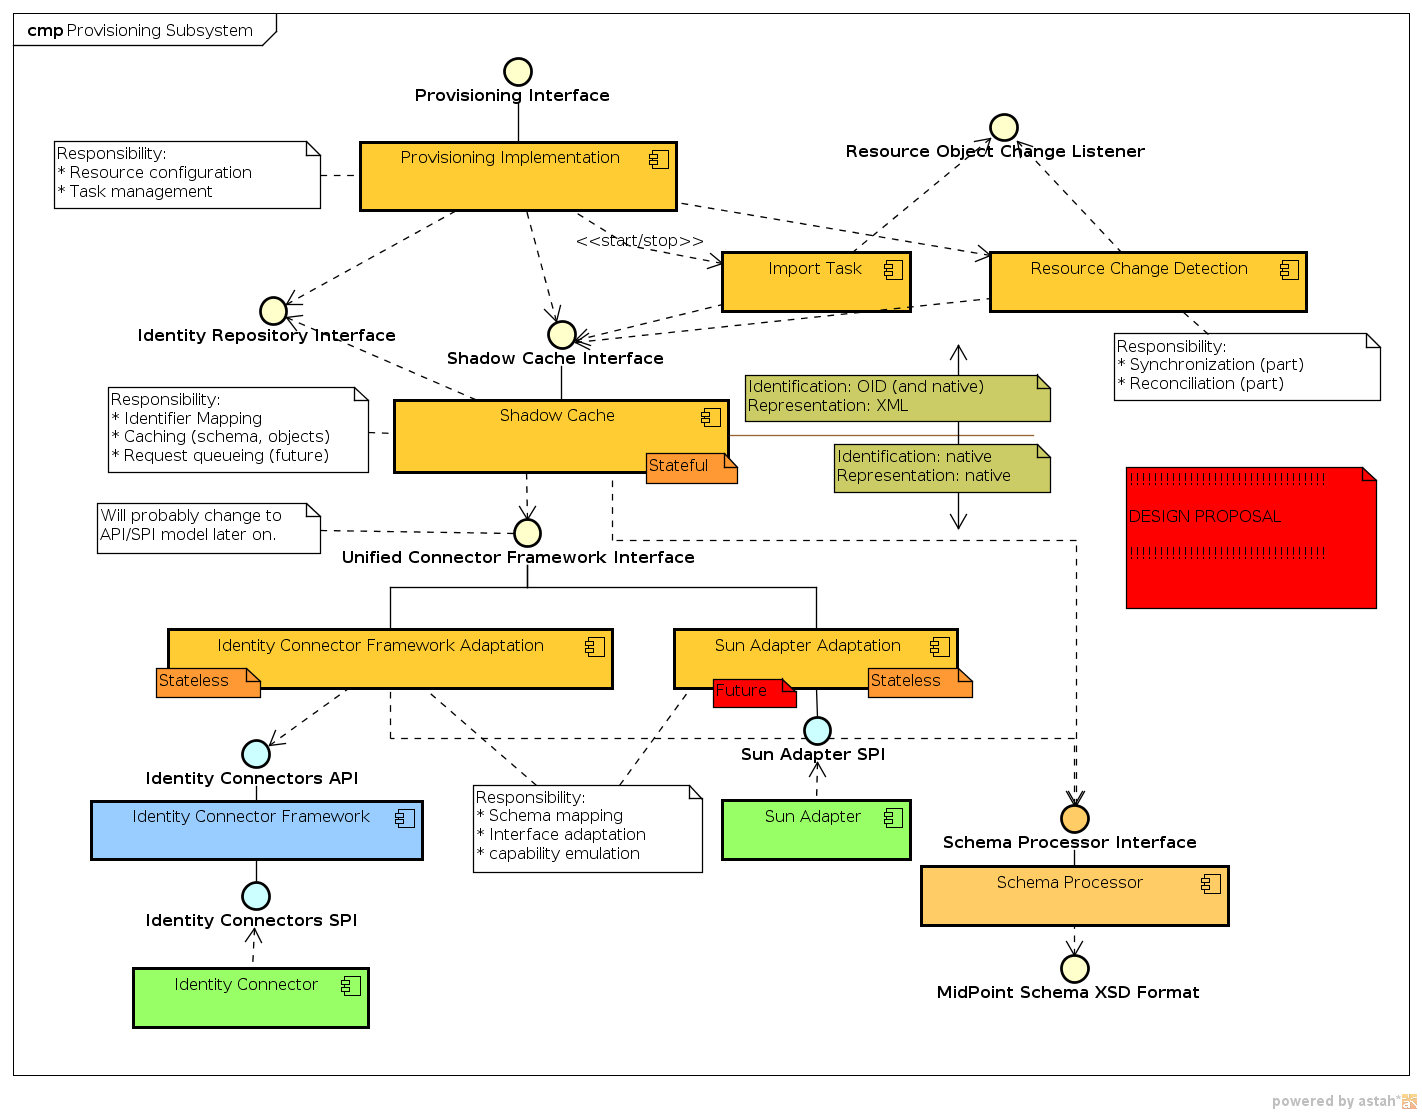 cmp Provisioning Subsystem
Provisioning Interface
Resource Object Change Listener
Responsibility:
* Resource configuration
* Task management
Provisioning Implementation
<<start/stop>>
Import Task
Resource Change Detection
Identity Repository Interface
Shadow Cache Interface
Responsibility:
* Synchronization (part)
* Reconciliation (part)
Responsibility:
* Identifier Mapping
* Caching (schema, objects)
* Request queueing (future)
Shadow Cache
Stateful
Identification: OID (and native)
Representation: XML
Identification: native
Representation: native
DESIGN PROPOSAL
Will probably change to
API/SPI model later on.
Unified Connector Framework Interface
Identity Connector Framework Adaptation
Stateless
Sun Adapter Adaptation
Future
Stateless
Identity Connectors API
Sun Adapter SPI
Identity Connector Framework
Responsibility:
* Schema mapping
* Interface adaptation
* capability emulation
Sun Adapter
Schema Processor Interface
Schema Processor
Identity Connectors SPI
Identity Connector
MidPoint Schema XSD Format
powered by astah*